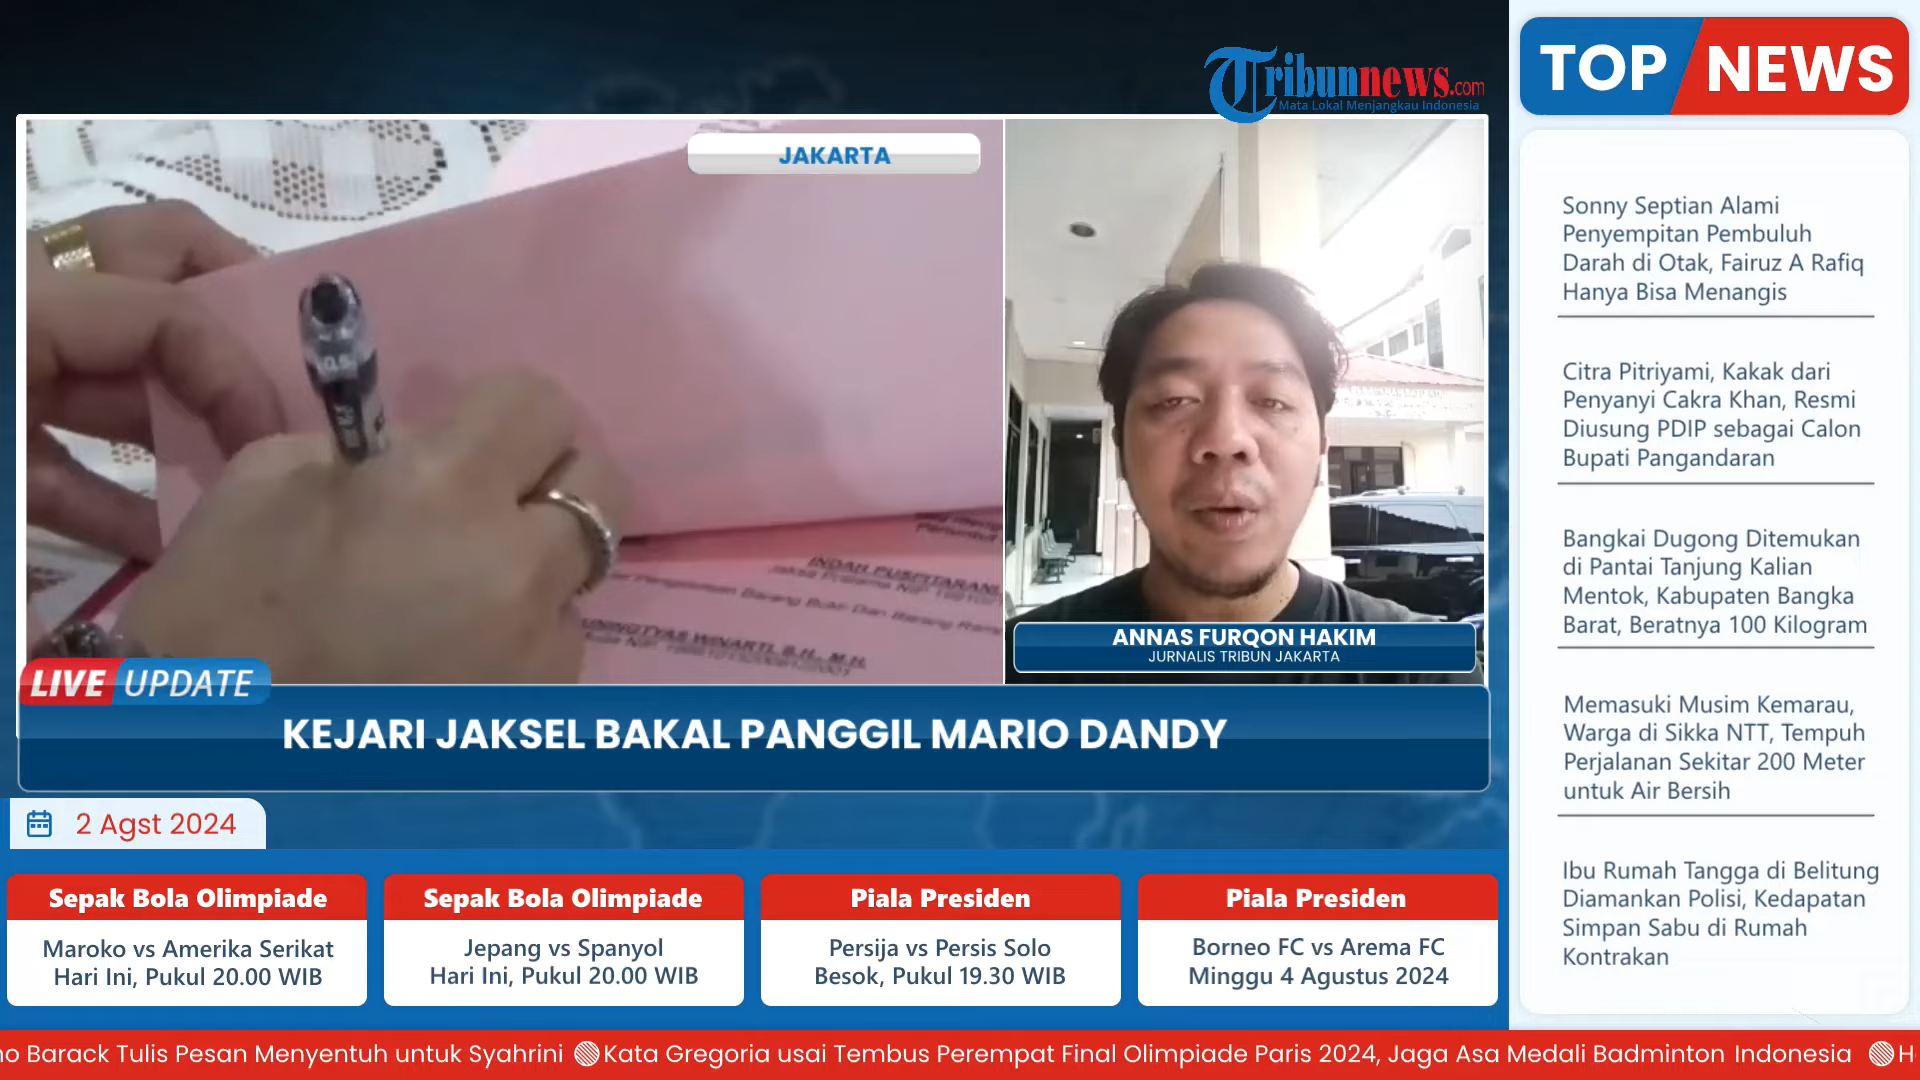 Tribunnews.com
Mata Lokal Menjangkau Indonesia
TOP NEWS
JAKARTA
INDAH PUSPITARANI
NINGTYAS WINARTI, S.H., M.H.
ANNAS FURQON HAKIM
JURNALIS TRIBUN JAKARTA
LIVE UPDATE
KEJARI JAKSEL BAKAL PANGGIL MARIO DANDY
2 Agst 2024
Sepak Bola Olimpiade
Maroko vs Amerika Serikat
Hari Ini, Pukul 20.00 WIB
Sepak Bola Olimpiade
Jepang vs Spanyol
Hari Ini, Pukul 20.00 WIB
Piala Presiden
Persija vs Persis Solo
Besok, Pukul 19.30 WIB
Piala Presiden
Borneo FC vs Arema FC
Minggu 4 Agustus 2024
Sonny Septian Alami
Penyempitan Pembuluh
Darah di Otak, Fairuz A Rafiq
Hanya Bisa Menangis
Citra Pitriyami, Kakak dari
Penyanyi Cakra Khan, Resmi
Diusung PDIP sebagai Calon
Bupati Pangandaran
Bangkai Dugong Ditemukan
di Pantai Tanjung Kalian
Mentok, Kabupaten Bangka
Barat, Beratnya 100 Kilogram
Memasuki Musim Kemarau,
Warga di Sikka NTT, Tempuh
Perjalanan Sekitar 200 Meter
untuk Air Bersih
Ibu Rumah Tangga di Belitung
Diamankan Polisi, Kedapatan
Simpan Sabu di Rumah
Kontrakan
no Barack Tulis Pesan Menyentuh untuk Syahrini Kata Gregoria usai Tembus Perempat Final Olimpiade Paris 2024, Jaga Asa Medali Badminton Indonesia H